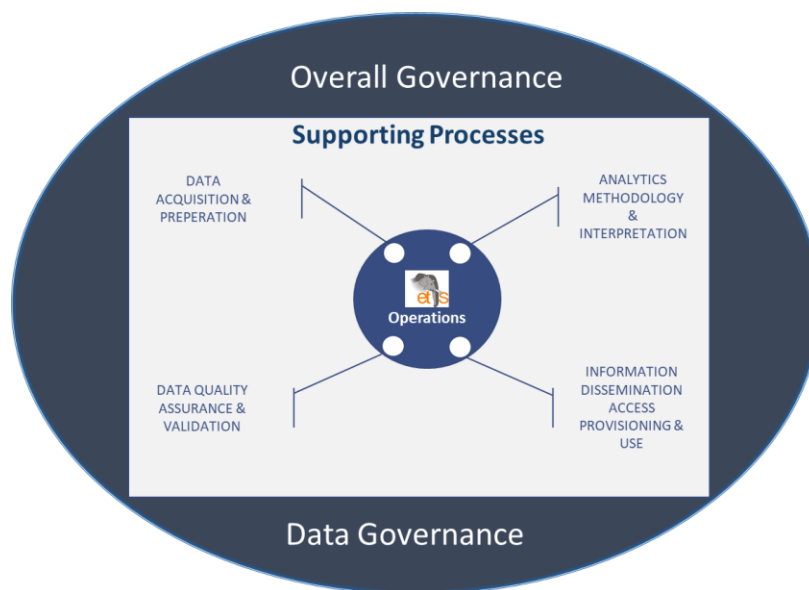 Overall Governance
Supporting Processes
DATA
ACQUISITION &
PREPERATION
ANALYTICS
METHODOLOGY
&
INTERPRETATION
etis
Operations
DATA QUALITY
ASSURANCE &
VALIDATION
INFORMATION
DISSEMINATION
ACCESS
PROVISIONING &
USE
Data Governance